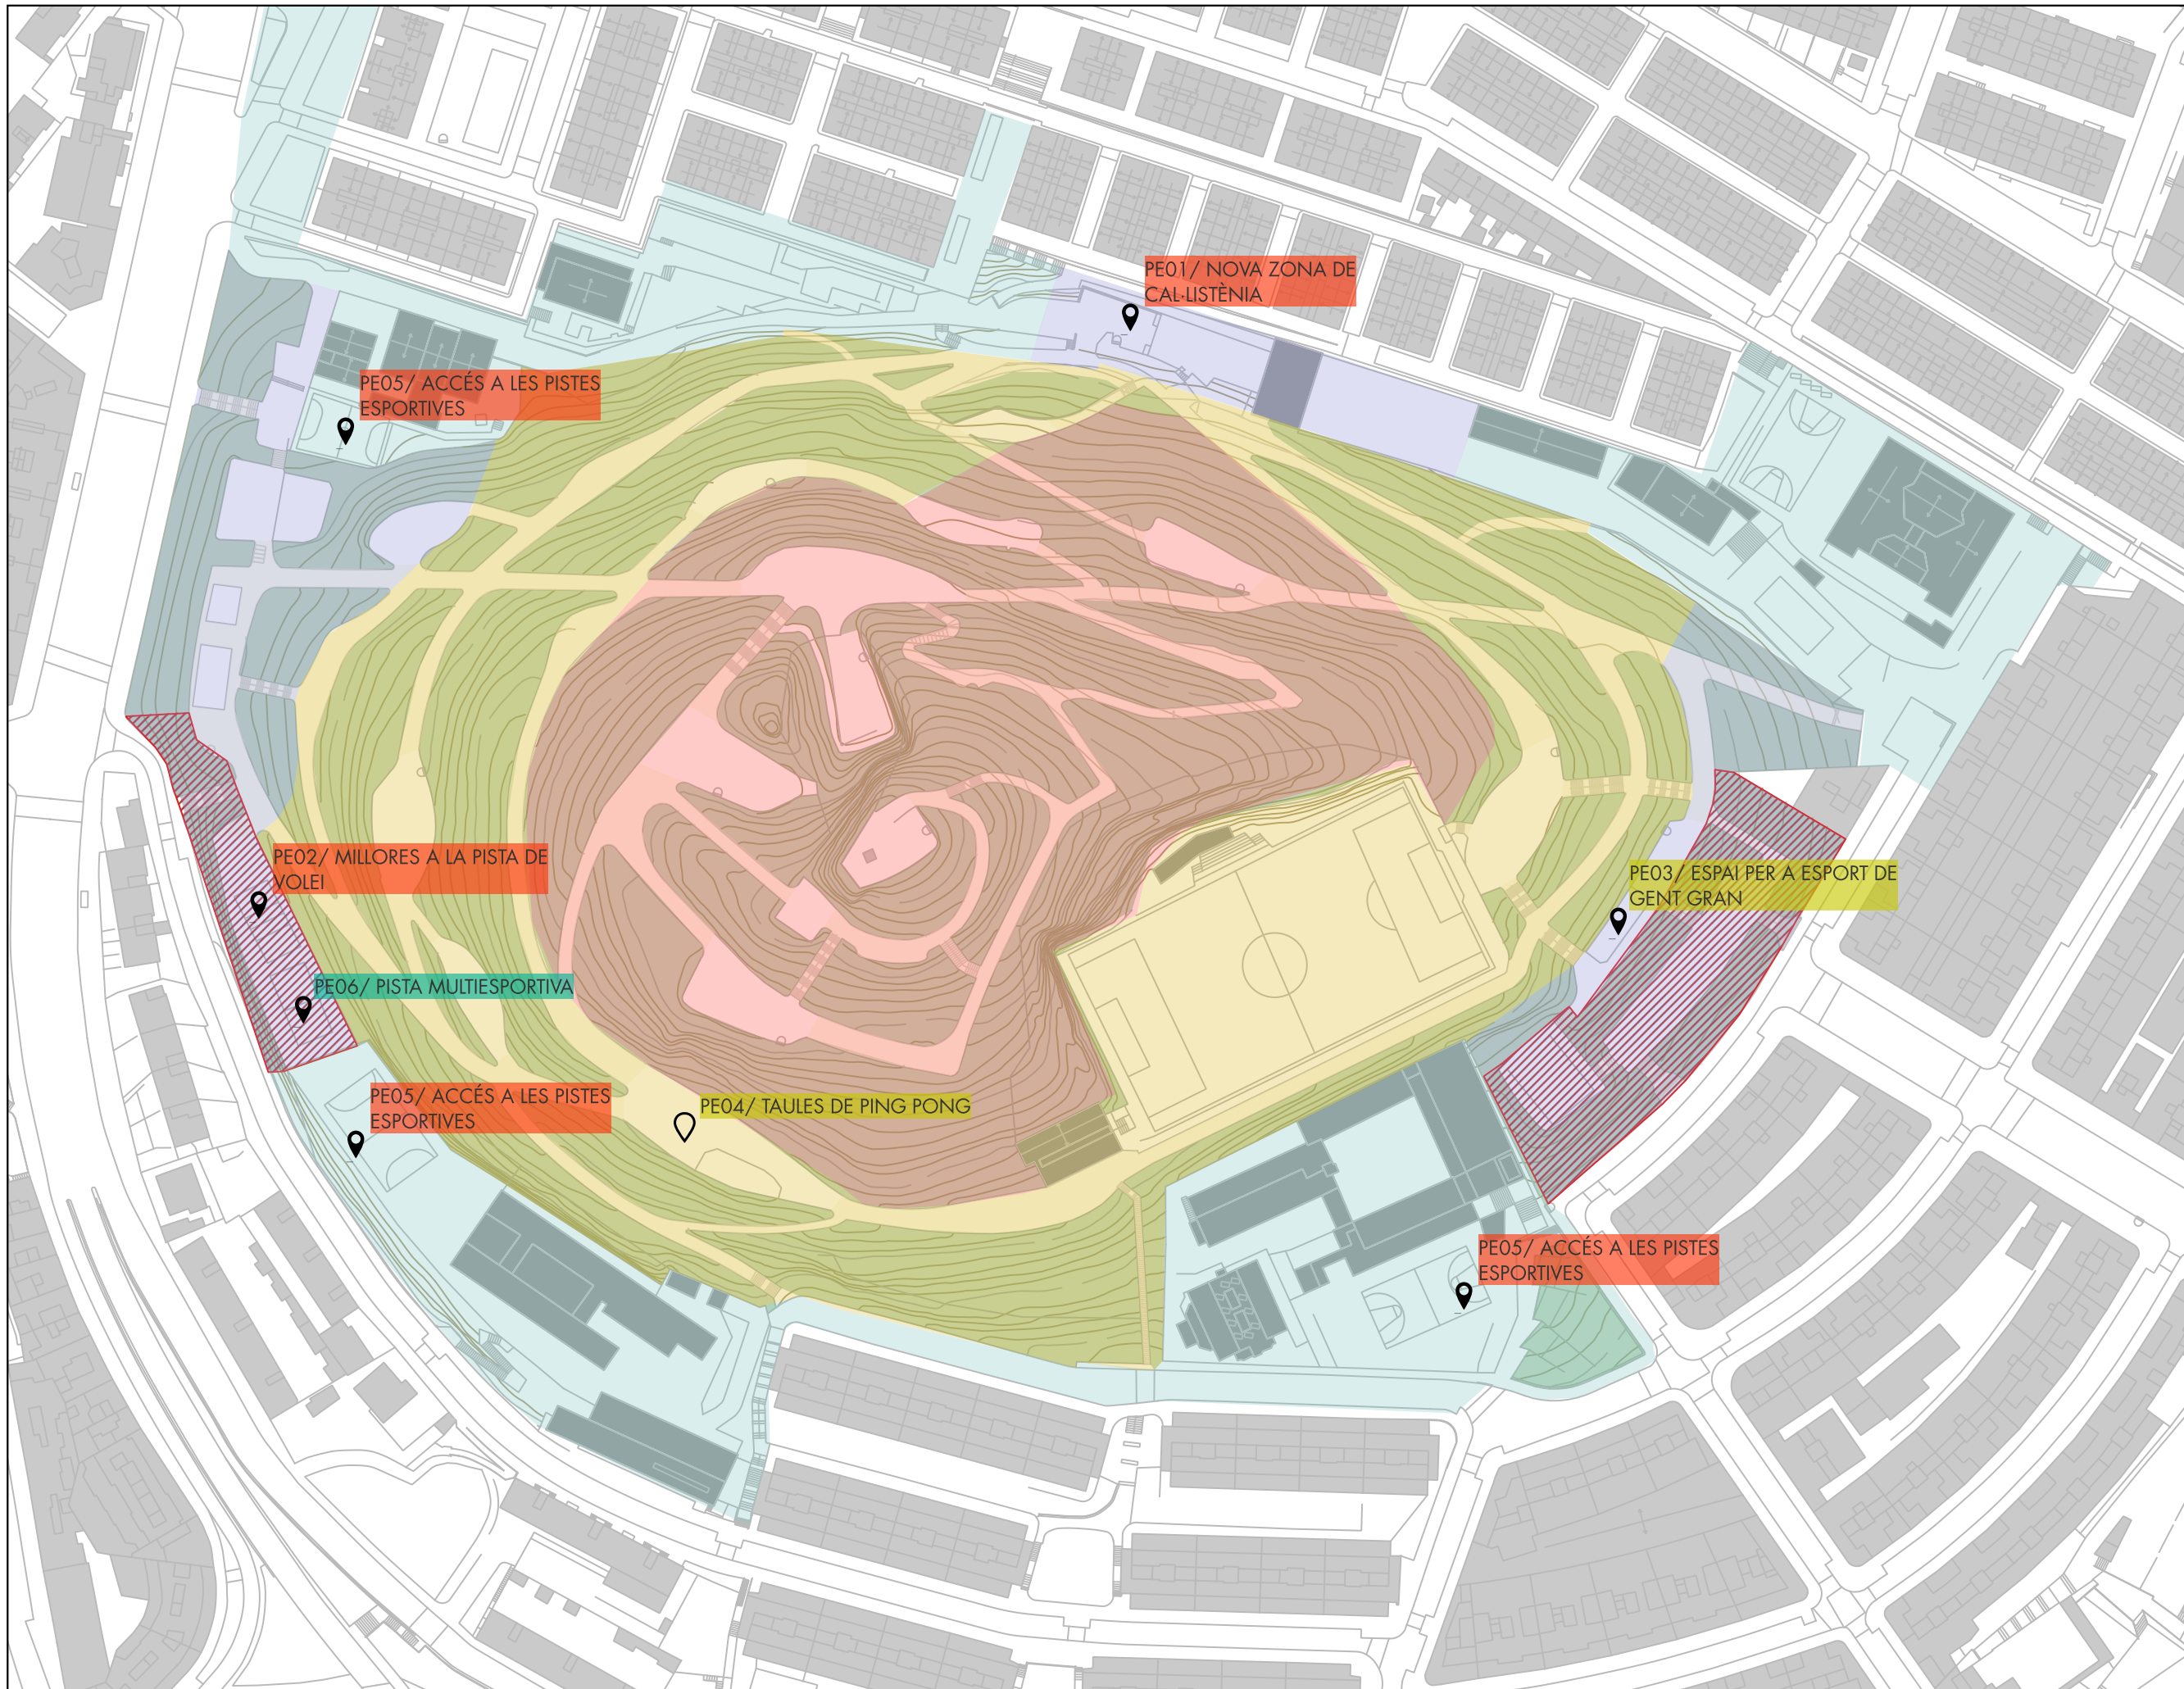 PE01/ NOVA ZONA DE
CAL·LISTÈNIA
PE05/ ACCÉS A LES PISTES
ESPORTIVES
PE02/ MILLORES A LA PISTA DE
VOLEI
PE03/ ESPAI PER A ESPORT DE
GENT GRAN
PE06/ PISTA MULTIESPORTIVA
PE05/ ACCÉS A LES PISTES
ESPORTIVES
PE04/ TAULES DE PING PONG
PE05/ ACCÉS A LES PISTES
ESPORTIVES